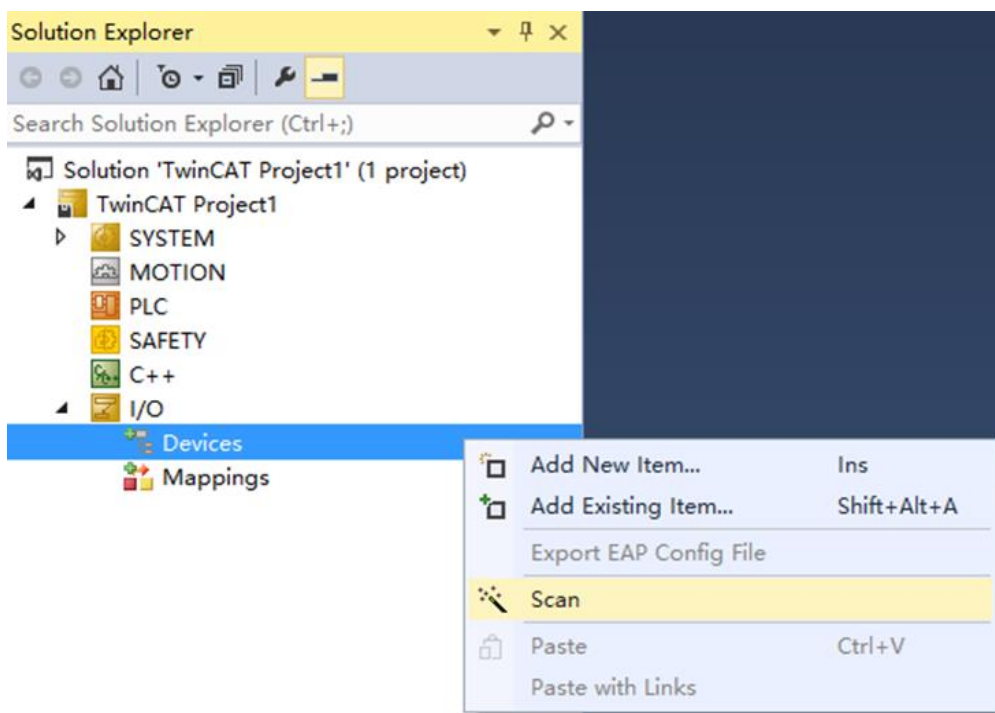 Solution Explorer
Search Solution Explorer (Ctrl+;)
Solution 'TwinCAT Project1' (1 project)
TwinCAT Project1
SYSTEM
MOTION
PLC
SAFETY
C++
I/O
Devices
Mappings
Add New Item... Ins
Add Existing Item... Shift+Alt+A
Export EAP Config File
Scan
Paste Ctrl+V
Paste with Links